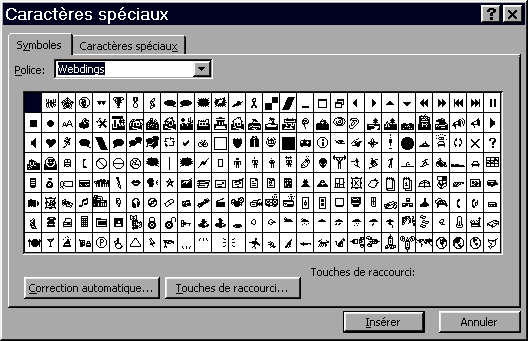 Caractères spéciaux
Symboles Caractères spéciaux
Police: Webdings
Touches de raccourci:
Correction automatique... Touches de raccourci...
Insérer Annuler